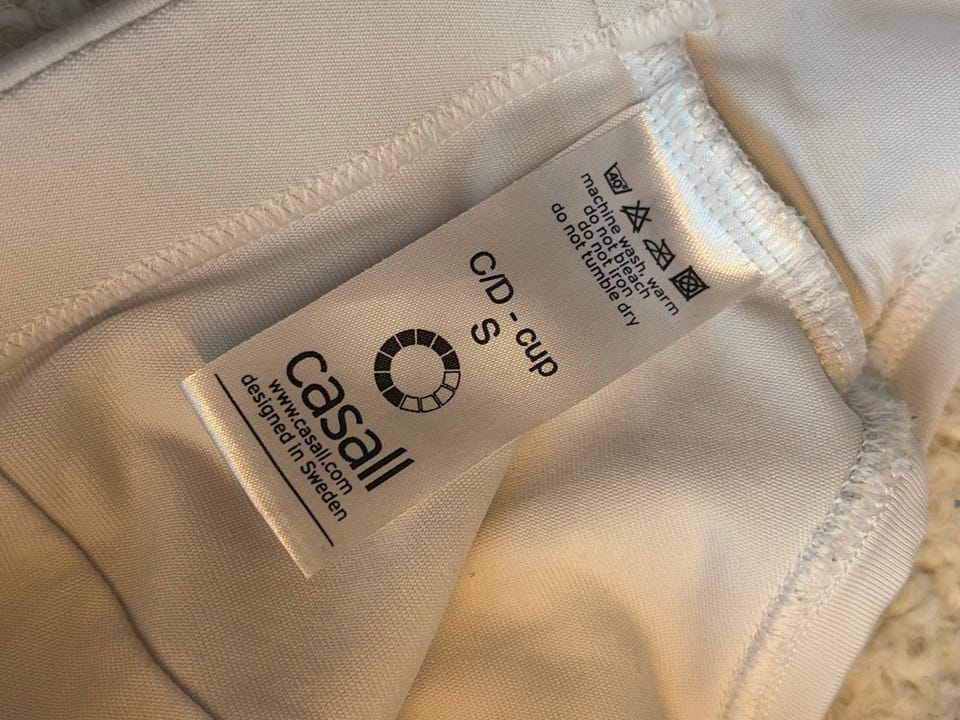 40°
machine wash, warm
do not bleach
do not iron
do not tumble dry
C/D - cup
S
casall
www.casall.com
designed in Sweden